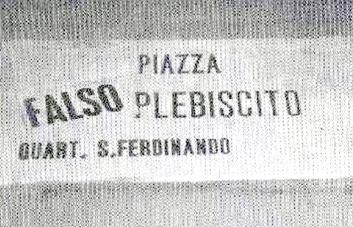 PIAZZA
FALSO PLEBISCITO
QUART. S.FERDINANDO